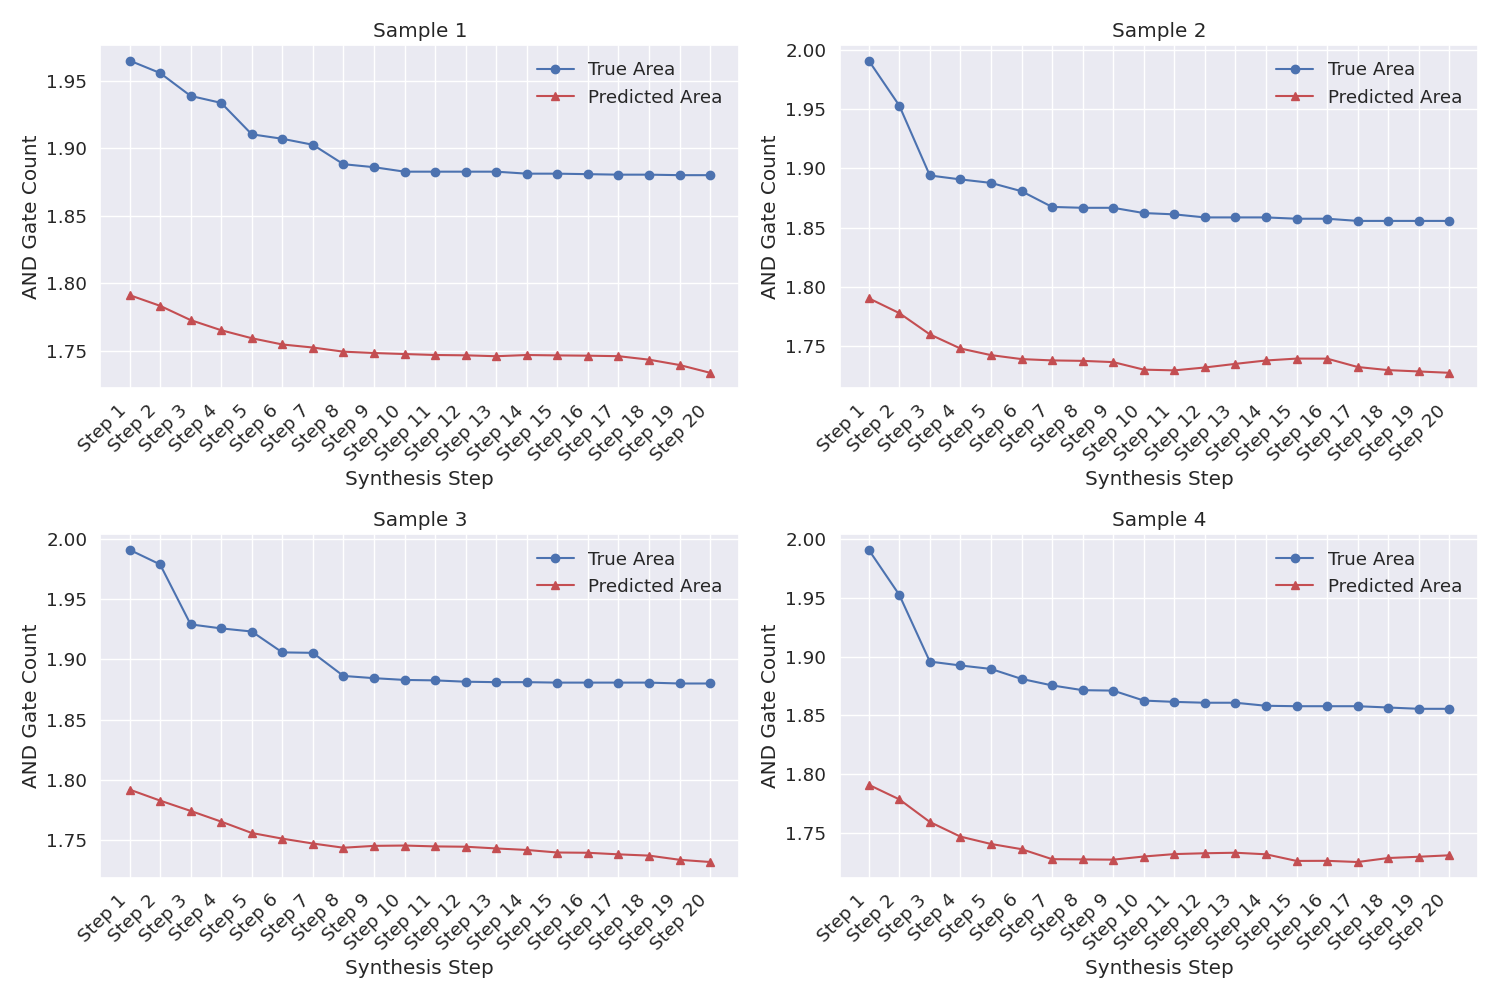 Sample 1
AND Gate Count
1.95
1.90
1.85
1.80
1.75
True Area
Predicted Area
Step 1
Step 2
Step 3
Step 4
Step 5
Step 6
Step 7
Step 8
Step 9
Step 10
Step 11
Step 12
Step 13
Step 14
Step 15
Step 16
Step 17
Step 18
Step 19
Step 20
Synthesis Step
Sample 2
AND Gate Count
2.00
1.95
1.90
1.85
1.80
1.75
True Area
Predicted Area
Step 1
Step 2
Step 3
Step 4
Step 5
Step 6
Step 7
Step 8
Step 9
Step 10
Step 11
Step 12
Step 13
Step 14
Step 15
Step 16
Step 17
Step 18
Step 19
Step 20
Synthesis Step
Sample 3
AND Gate Count
2.00
1.95
1.90
1.85
1.80
1.75
True Area
Predicted Area
Step 1
Step 2
Step 3
Step 4
Step 5
Step 6
Step 7
Step 8
Step 9
Step 10
Step 11
Step 12
Step 13
Step 14
Step 15
Step 16
Step 17
Step 18
Step 19
Step 20
Synthesis Step
Sample 4
AND Gate Count
2.00
1.95
1.90
1.85
1.80
1.75
True Area
Predicted Area
Step 1
Step 2
Step 3
Step 4
Step 5
Step 6
Step 7
Step 8
Step 9
Step 10
Step 11
Step 12
Step 13
Step 14
Step 15
Step 16
Step 17
Step 18
Step 19
Step 20
Synthesis Step